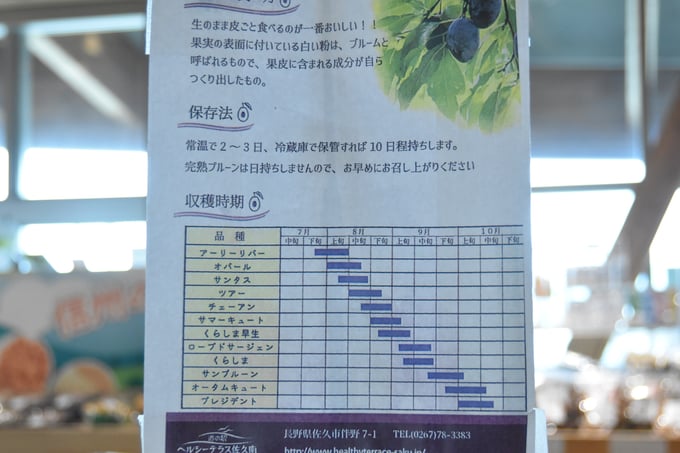 生のまま皮ごと食べるのが一番おいしい！！
果実の表面に付いている白い粉は、ブルームと
呼ばれるもので、果皮に含まれる成分が自ら
つくり出したもの。
保存法
常温で2～3日、冷蔵庫で保管すれば10日程持ちします。
完熟プルーンは日持ちしませんので、お早めにお召し上がりください
収穫時期
品種 7月 8月 9月 10月
中旬 下旬 上旬 中旬 下旬 上旬 中旬 下旬 上旬 中旬 下旬
アーリーリバー
オパール
サンタス
ツアー
チェーアン
サマーキュート
くらしま早生
ローブドサージェン
くらしま
サンプルーン
オータムキュート
プレジデント
長野県佐久市伴野7-1 TEL(0267)78-3383
ヘルシーテラス佐久南
http://www.healthyterrace-saku.jp/